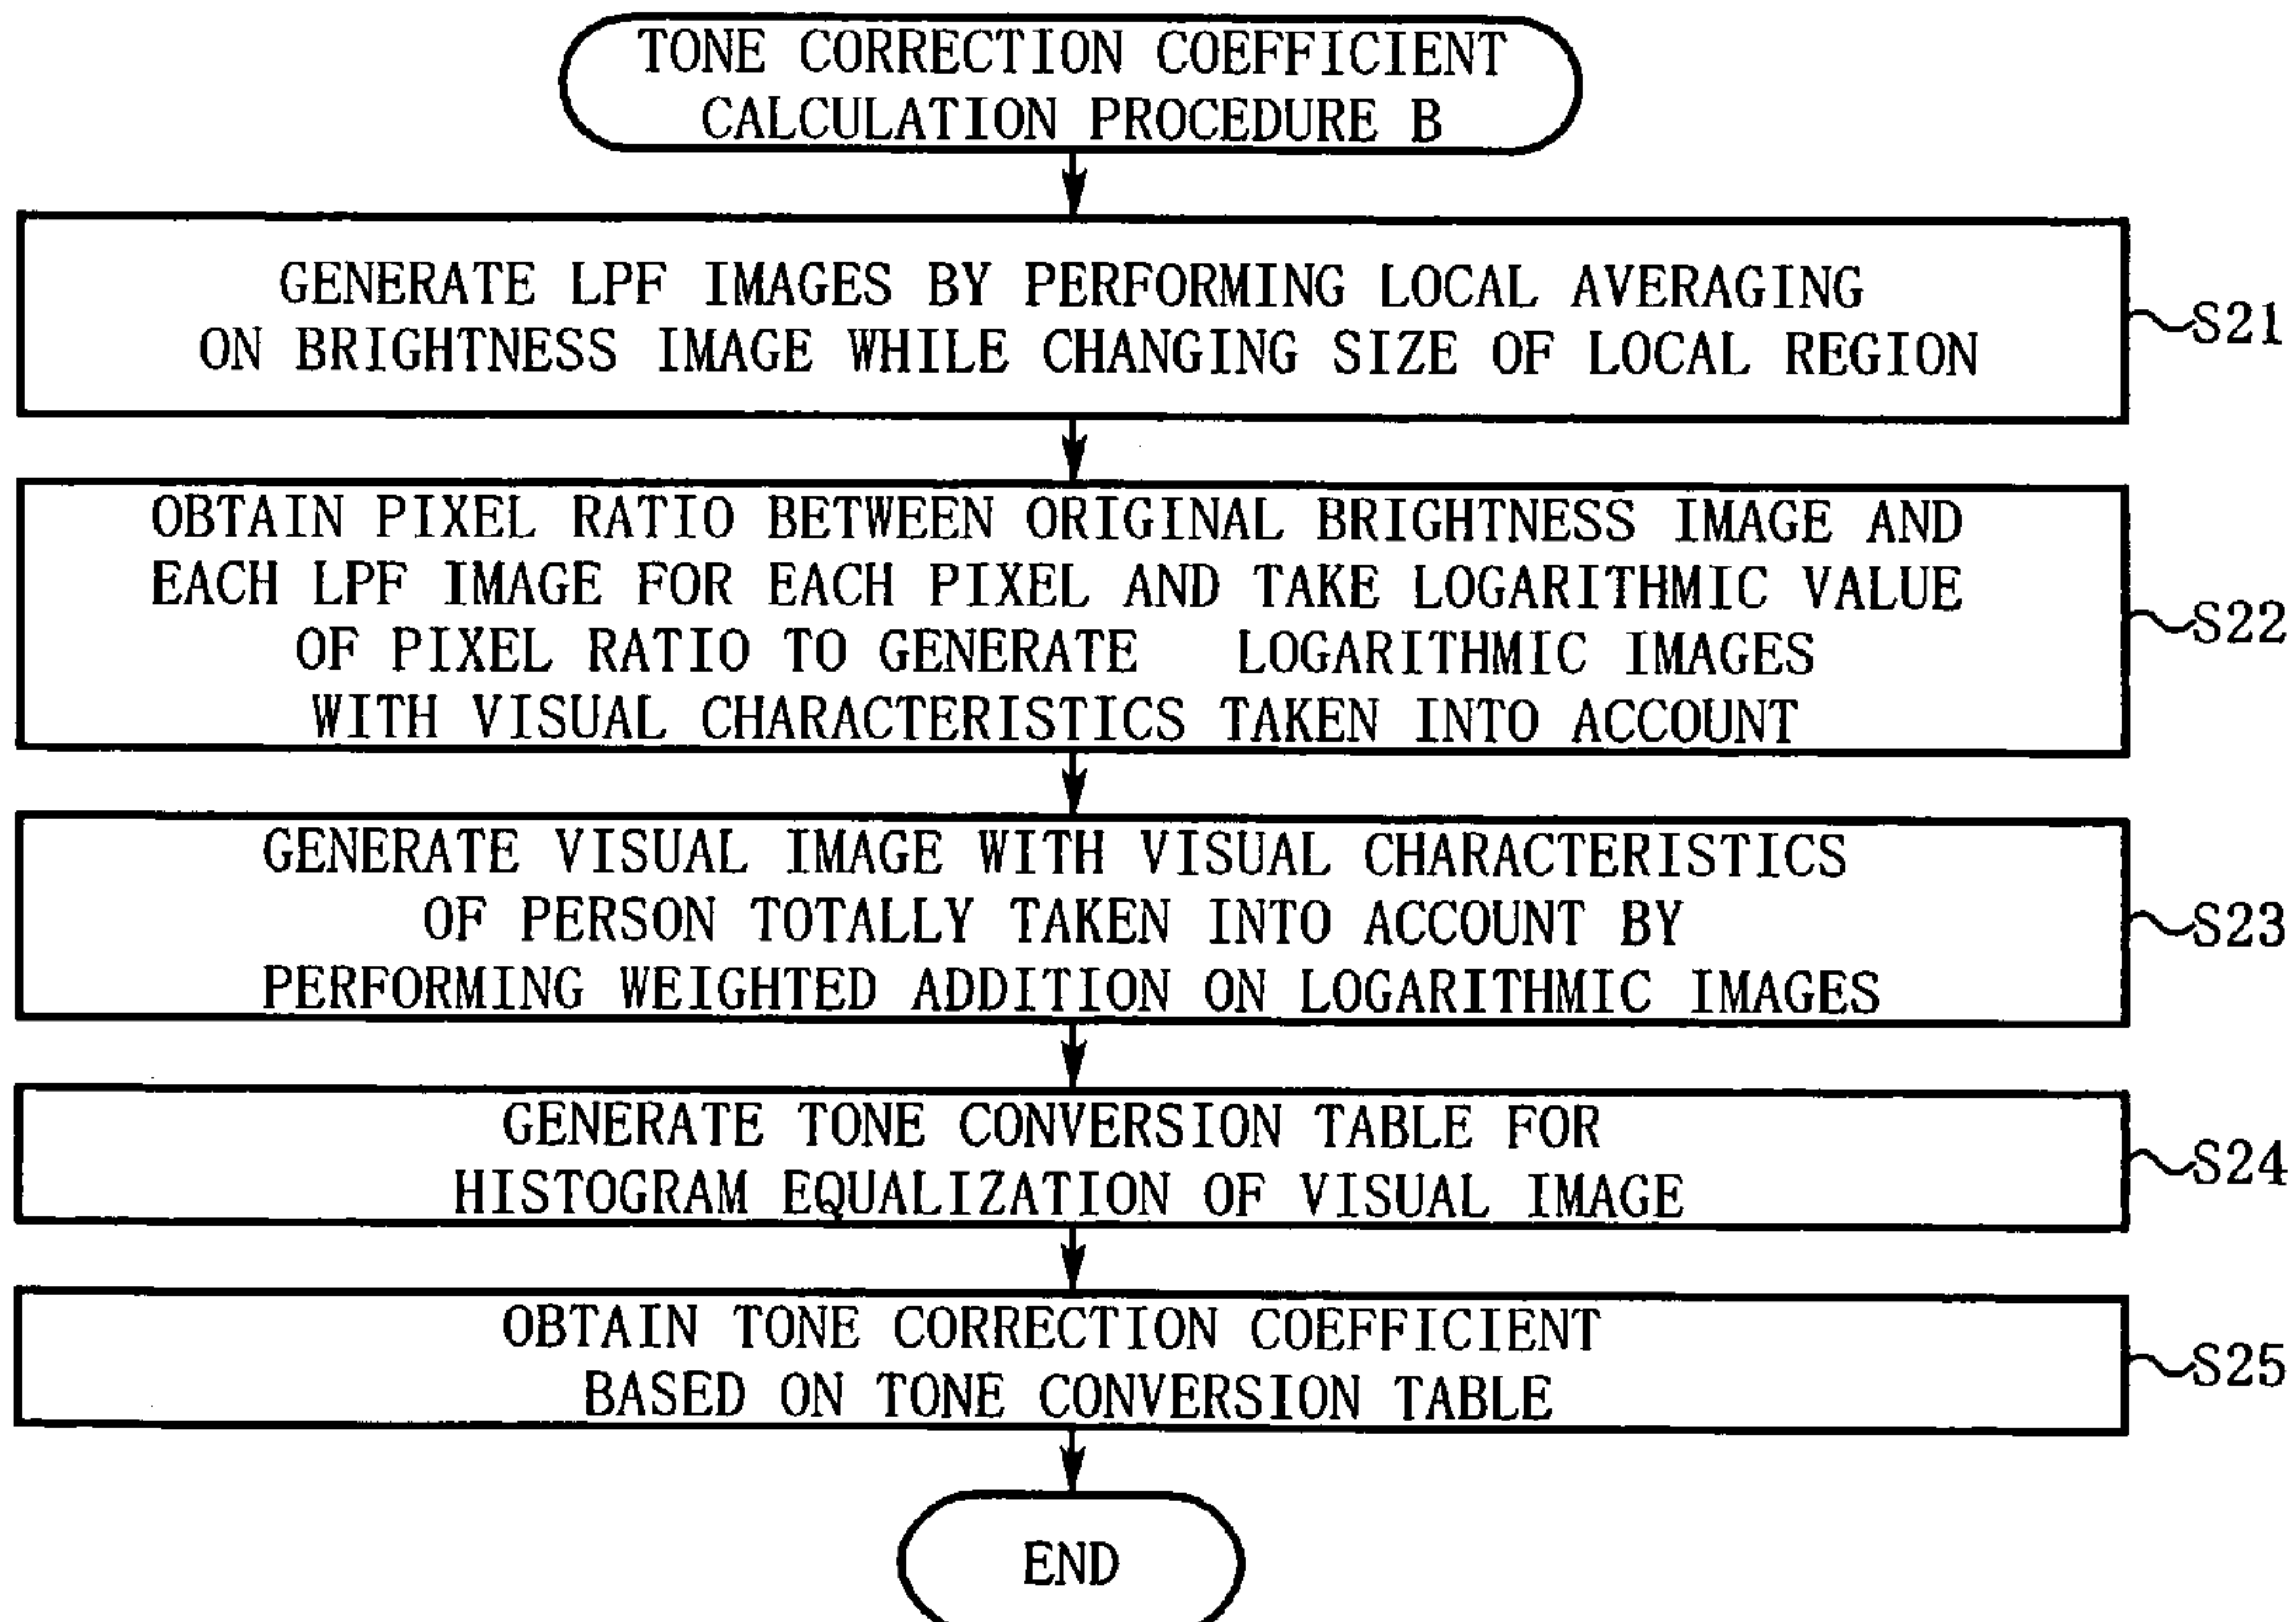 TONE CORRECTION COEFFICIENT
CALCULATION PROCEDURE B
GENERATE LPF IMAGES BY PERFORMING LOCAL AVERAGING
ON BRIGHTNESS IMAGE WHILE CHANGING SIZE OF LOCAL REGION
S21
OBTAIN PIXEL RATIO BETWEEN ORIGINAL BRIGHTNESS IMAGE AND
EACH LPF IMAGE FOR EACH PIXEL AND TAKE LOGARITHMIC VALUE
OF PIXEL RATIO TO GENERATE LOGARITHMIC IMAGES
WITH VISUAL CHARACTERISTICS TAKEN INTO ACCOUNT
S22
GENERATE VISUAL IMAGE WITH VISUAL CHARACTERISTICS
OF PERSON TOTALLY TAKEN INTO ACCOUNT BY
PERFORMING WEIGHTED ADDITION ON LOGARITHMIC IMAGES
S23
GENERATE TONE CONVERSION TABLE FOR
HISTOGRAM EQUALIZATION OF VISUAL IMAGE
S24
OBTAIN TONE CORRECTION COEFFICIENT
BASED ON TONE CONVERSION TABLE
S25
END